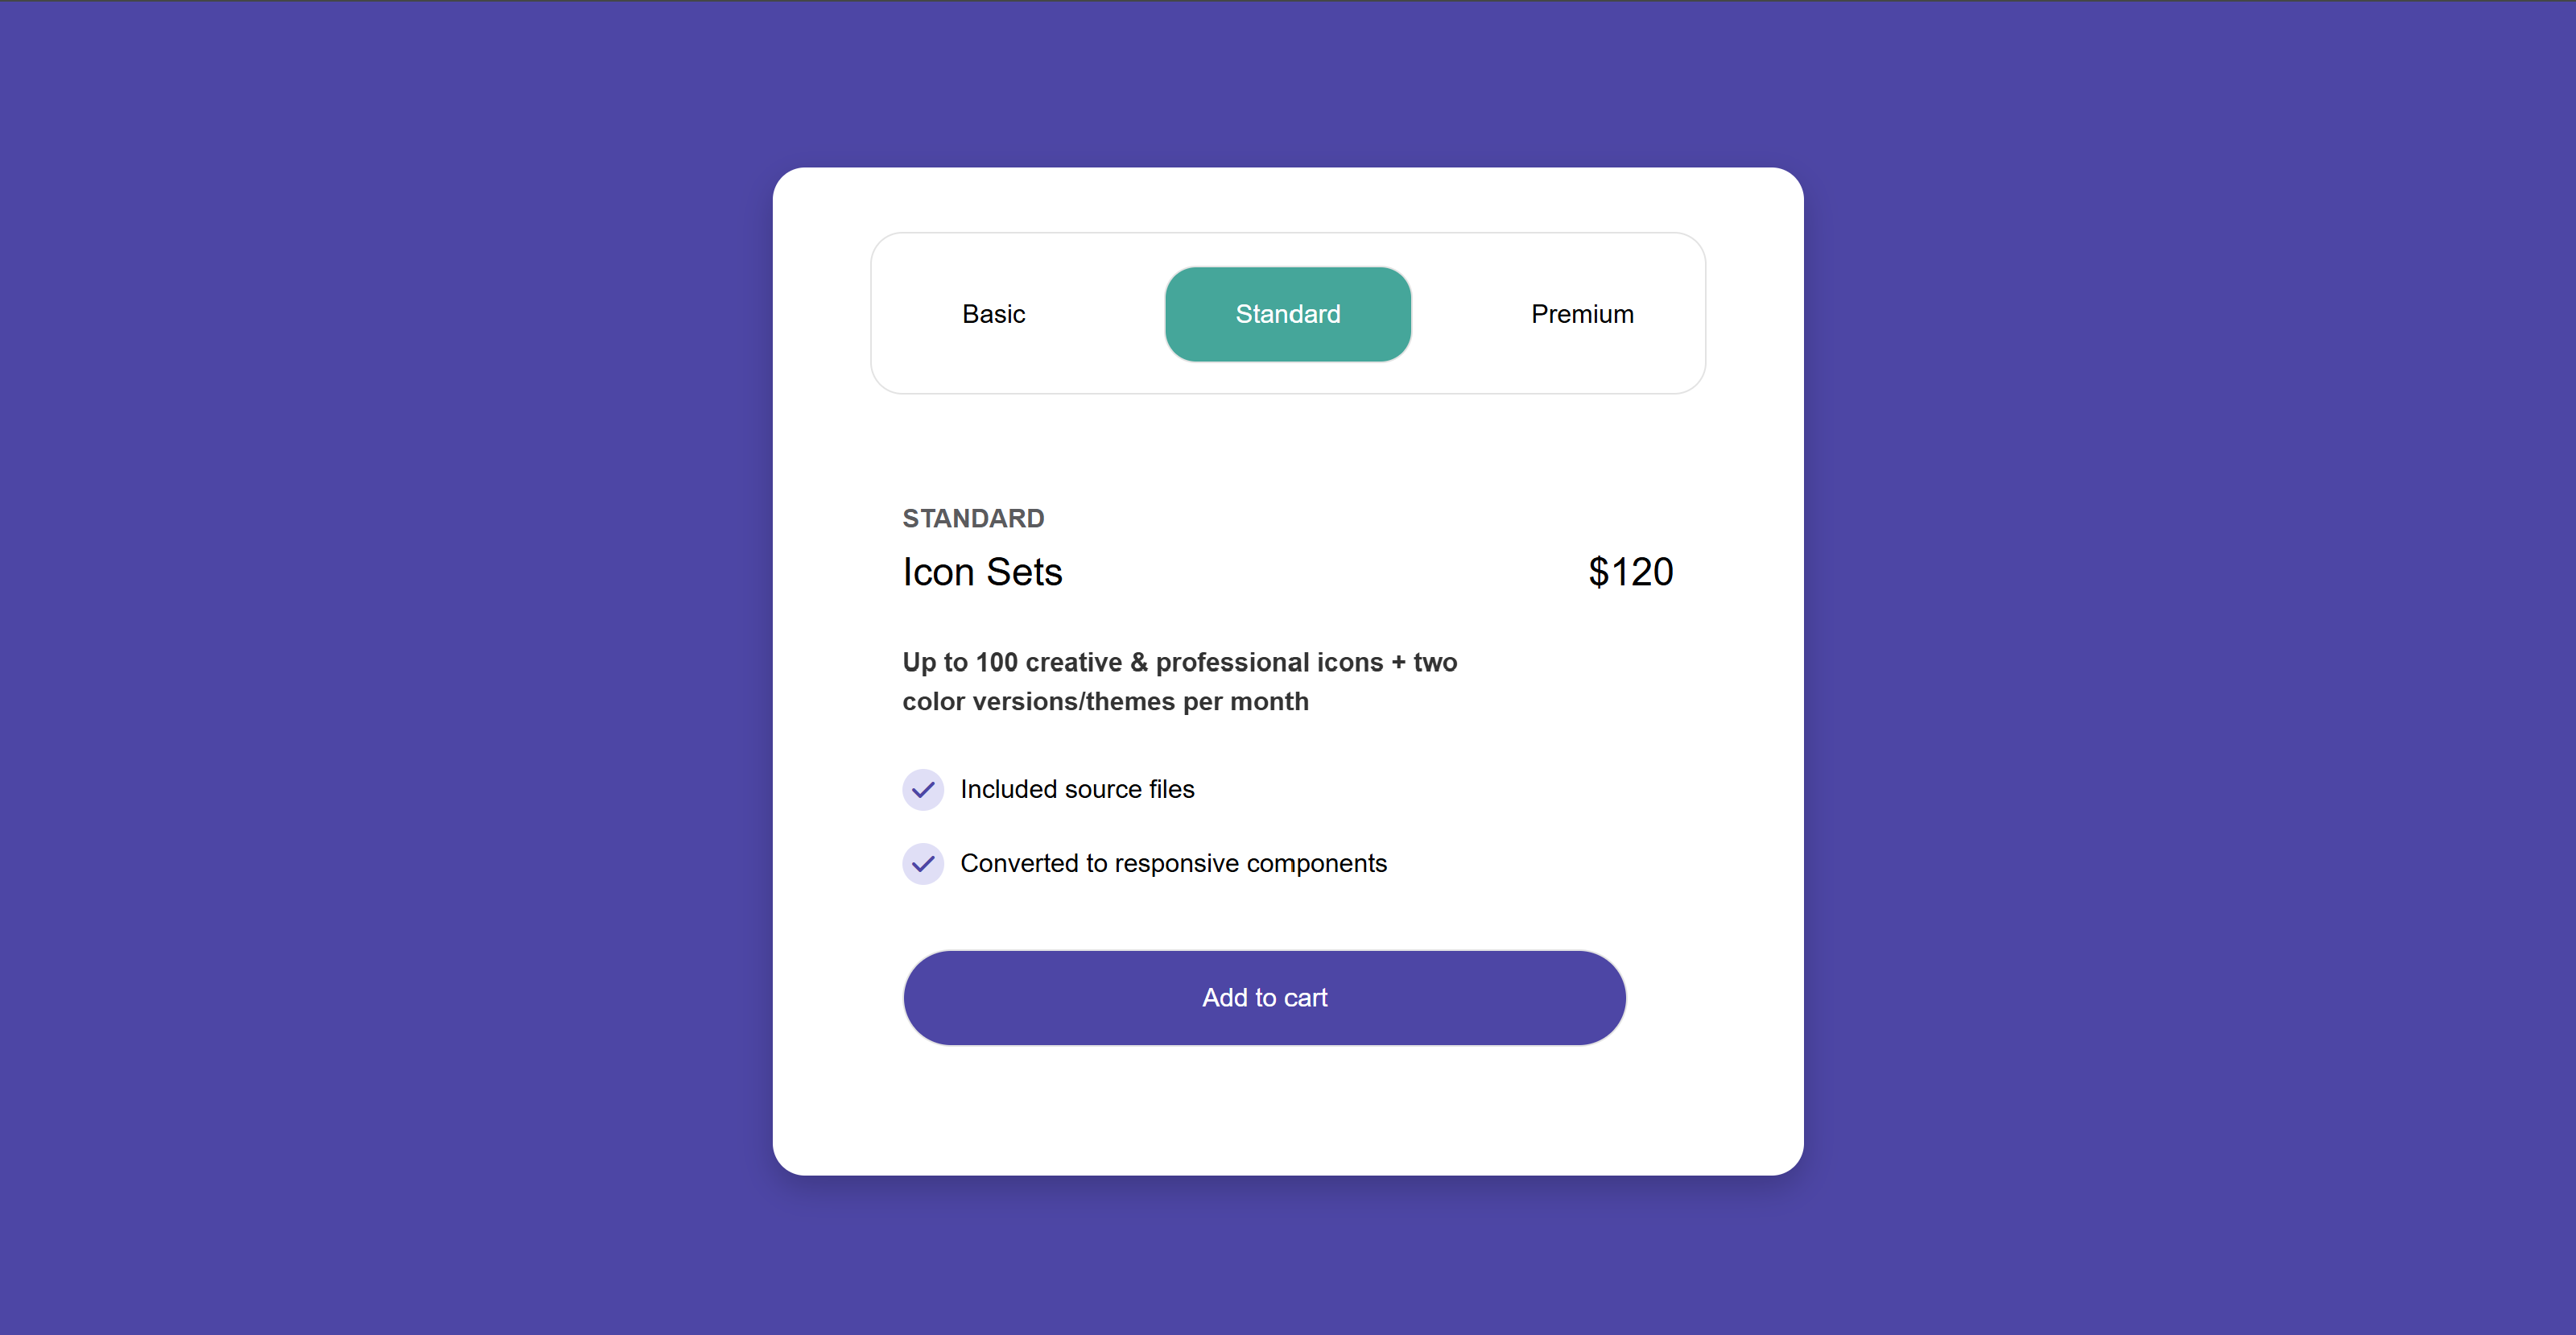 Basic
Standard
Premium
STANDARD
Icon Sets
$120
Up to 100 creative & professional icons + two
color versions/themes per month
Included source files
Converted to responsive components
Add to cart